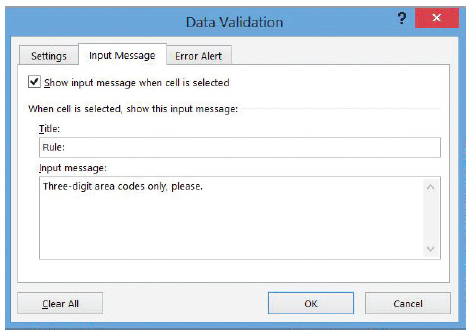 Data Validation
?
Settings
Input Message
Error Alert
Show input message when cell is selected
When cell is selected, show this input message:
Title:
Rule:
Input message:
Three-digit area codes only, please.
Clear All
OK
Cancel